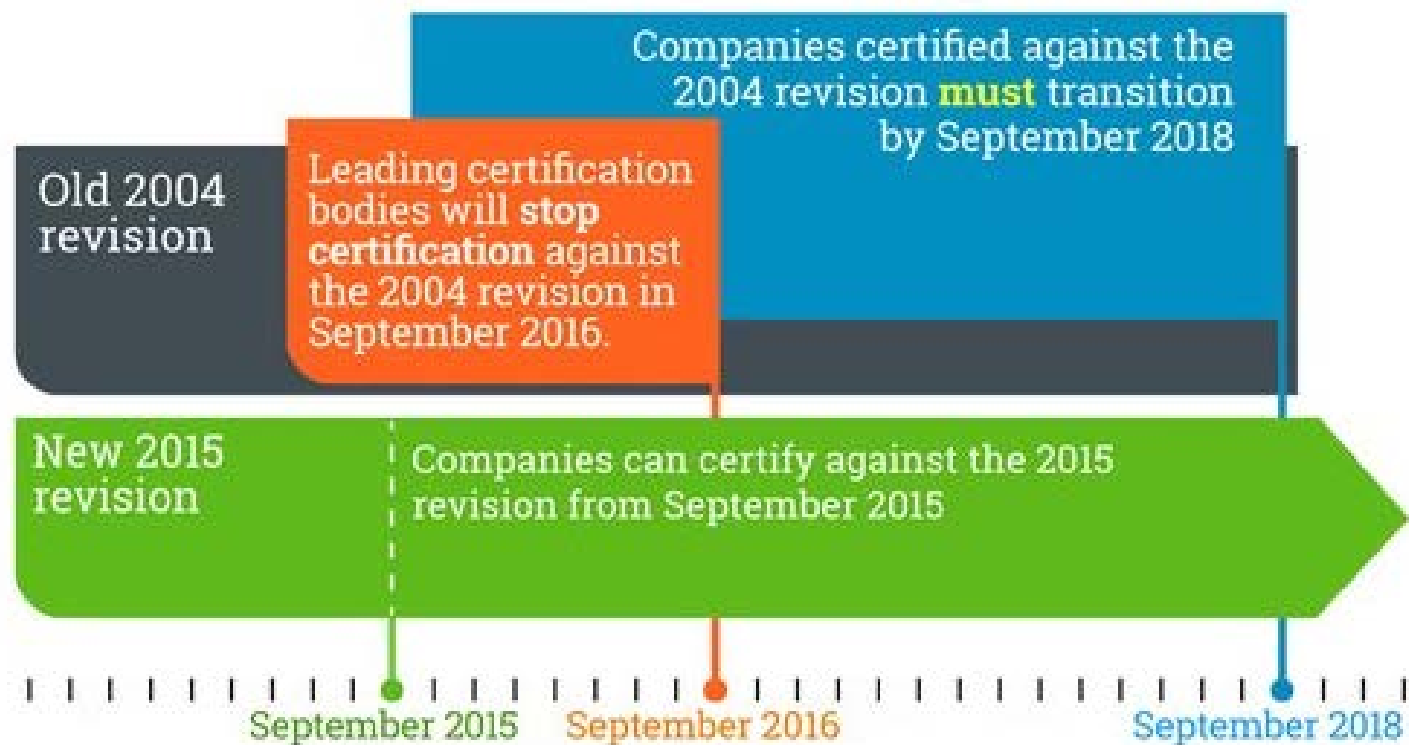 Companies certified against the
2004 revision must transition
by September 2018
Old 2004
revision
Leading certification
bodies will stop
certification against
the 2004 revision in
September 2016.
New 2015
revision
Companies can certify against the 2015
revision from September 2015
September 2015
September 2016
September 2018